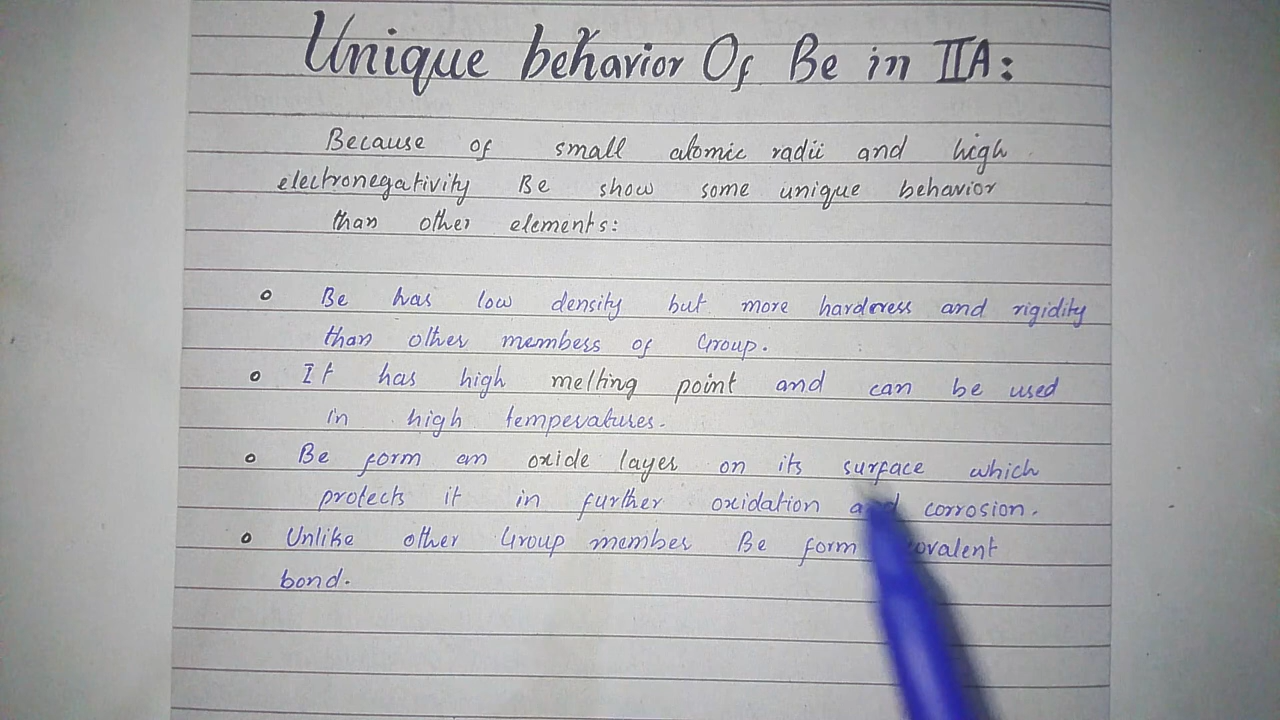 Unique behavior Of Be in IIA:
Because of small atomic radii and high
electronegativity Be show some unique behavior
than other elements:
Be has low density but more hardness and rigidity
than other members of Group.
It has high melting point and can be used
in high temperatures.
Be form an oxide layer on its surface which
protects it in further oxidation and corrosion.
Unlike other Group member Be form covalent
bond.